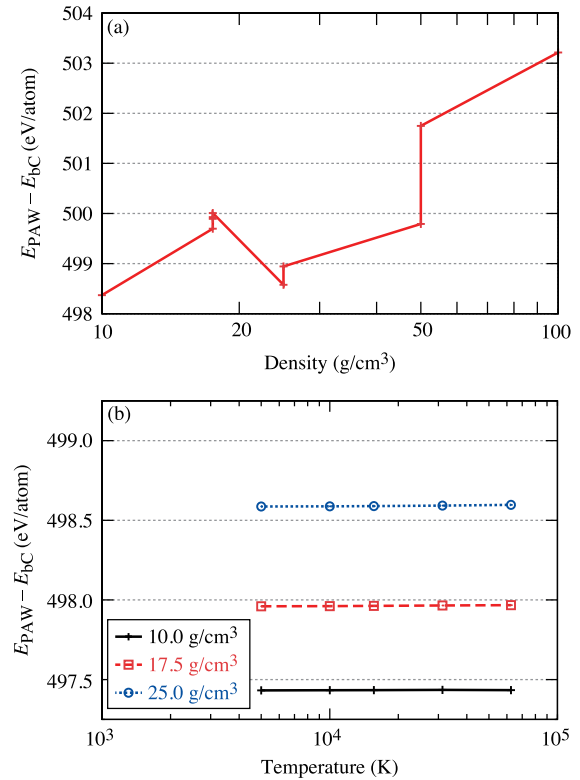 (a)
504
503
502
501
500
499
498
E_PAW – E_bC (eV/atom)
10
20
50
100
Density (g/cm³)
(b)
499.0
498.5
498.0
497.5
E_PAW – E_bC (eV/atom)
10.0 g/cm³
17.5 g/cm³
25.0 g/cm³
10³
10⁴
10⁵
Temperature (K)